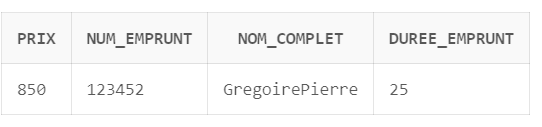 PRIX NUM_EMPRUNT NOM_COMPLET DUREE_EMPRUNT
850 123452 GregoirePierre 25